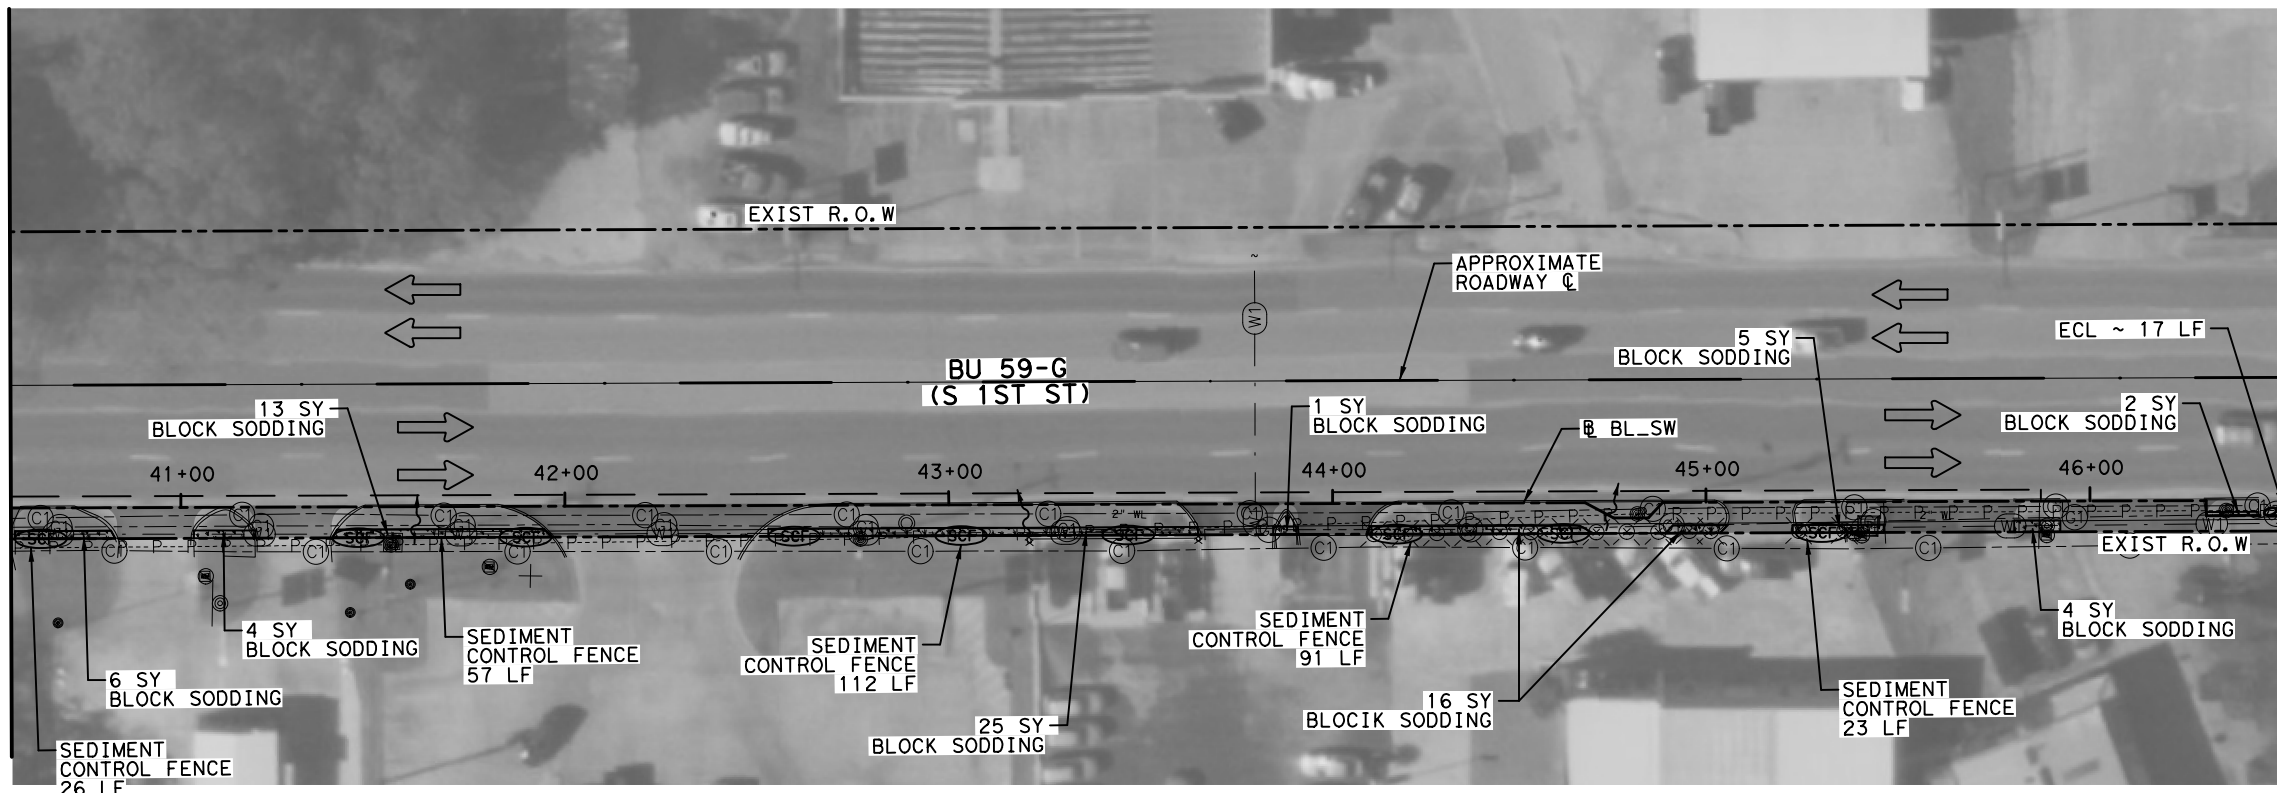 EXIST R.O.W
APPROXIMATE
ROADWAY ℄
W1
ECL ~ 17 LF
5 SY
BLOCK SODDING
BU 59-G
(S 1ST ST)
13 SY
BLOCK SODDING
1 SY
BLOCK SODDING
BL_SW
2 SY
BLOCK SODDING
41+00
42+00
43+00
44+00
45+00
46+00
EXIST R.O.W
4 SY
BLOCK SODDING
SEDIMENT
CONTROL FENCE
57 LF
SEDIMENT
CONTROL FENCE
112 LF
SEDIMENT
CONTROL FENCE
91 LF
4 SY
BLOCK SODDING
6 SY
BLOCK SODDING
16 SY
BLOCIK SODDING
SEDIMENT
CONTROL FENCE
23 LF
25 SY
BLOCK SODDING
SEDIMENT
CONTROL FENCE
26 LF